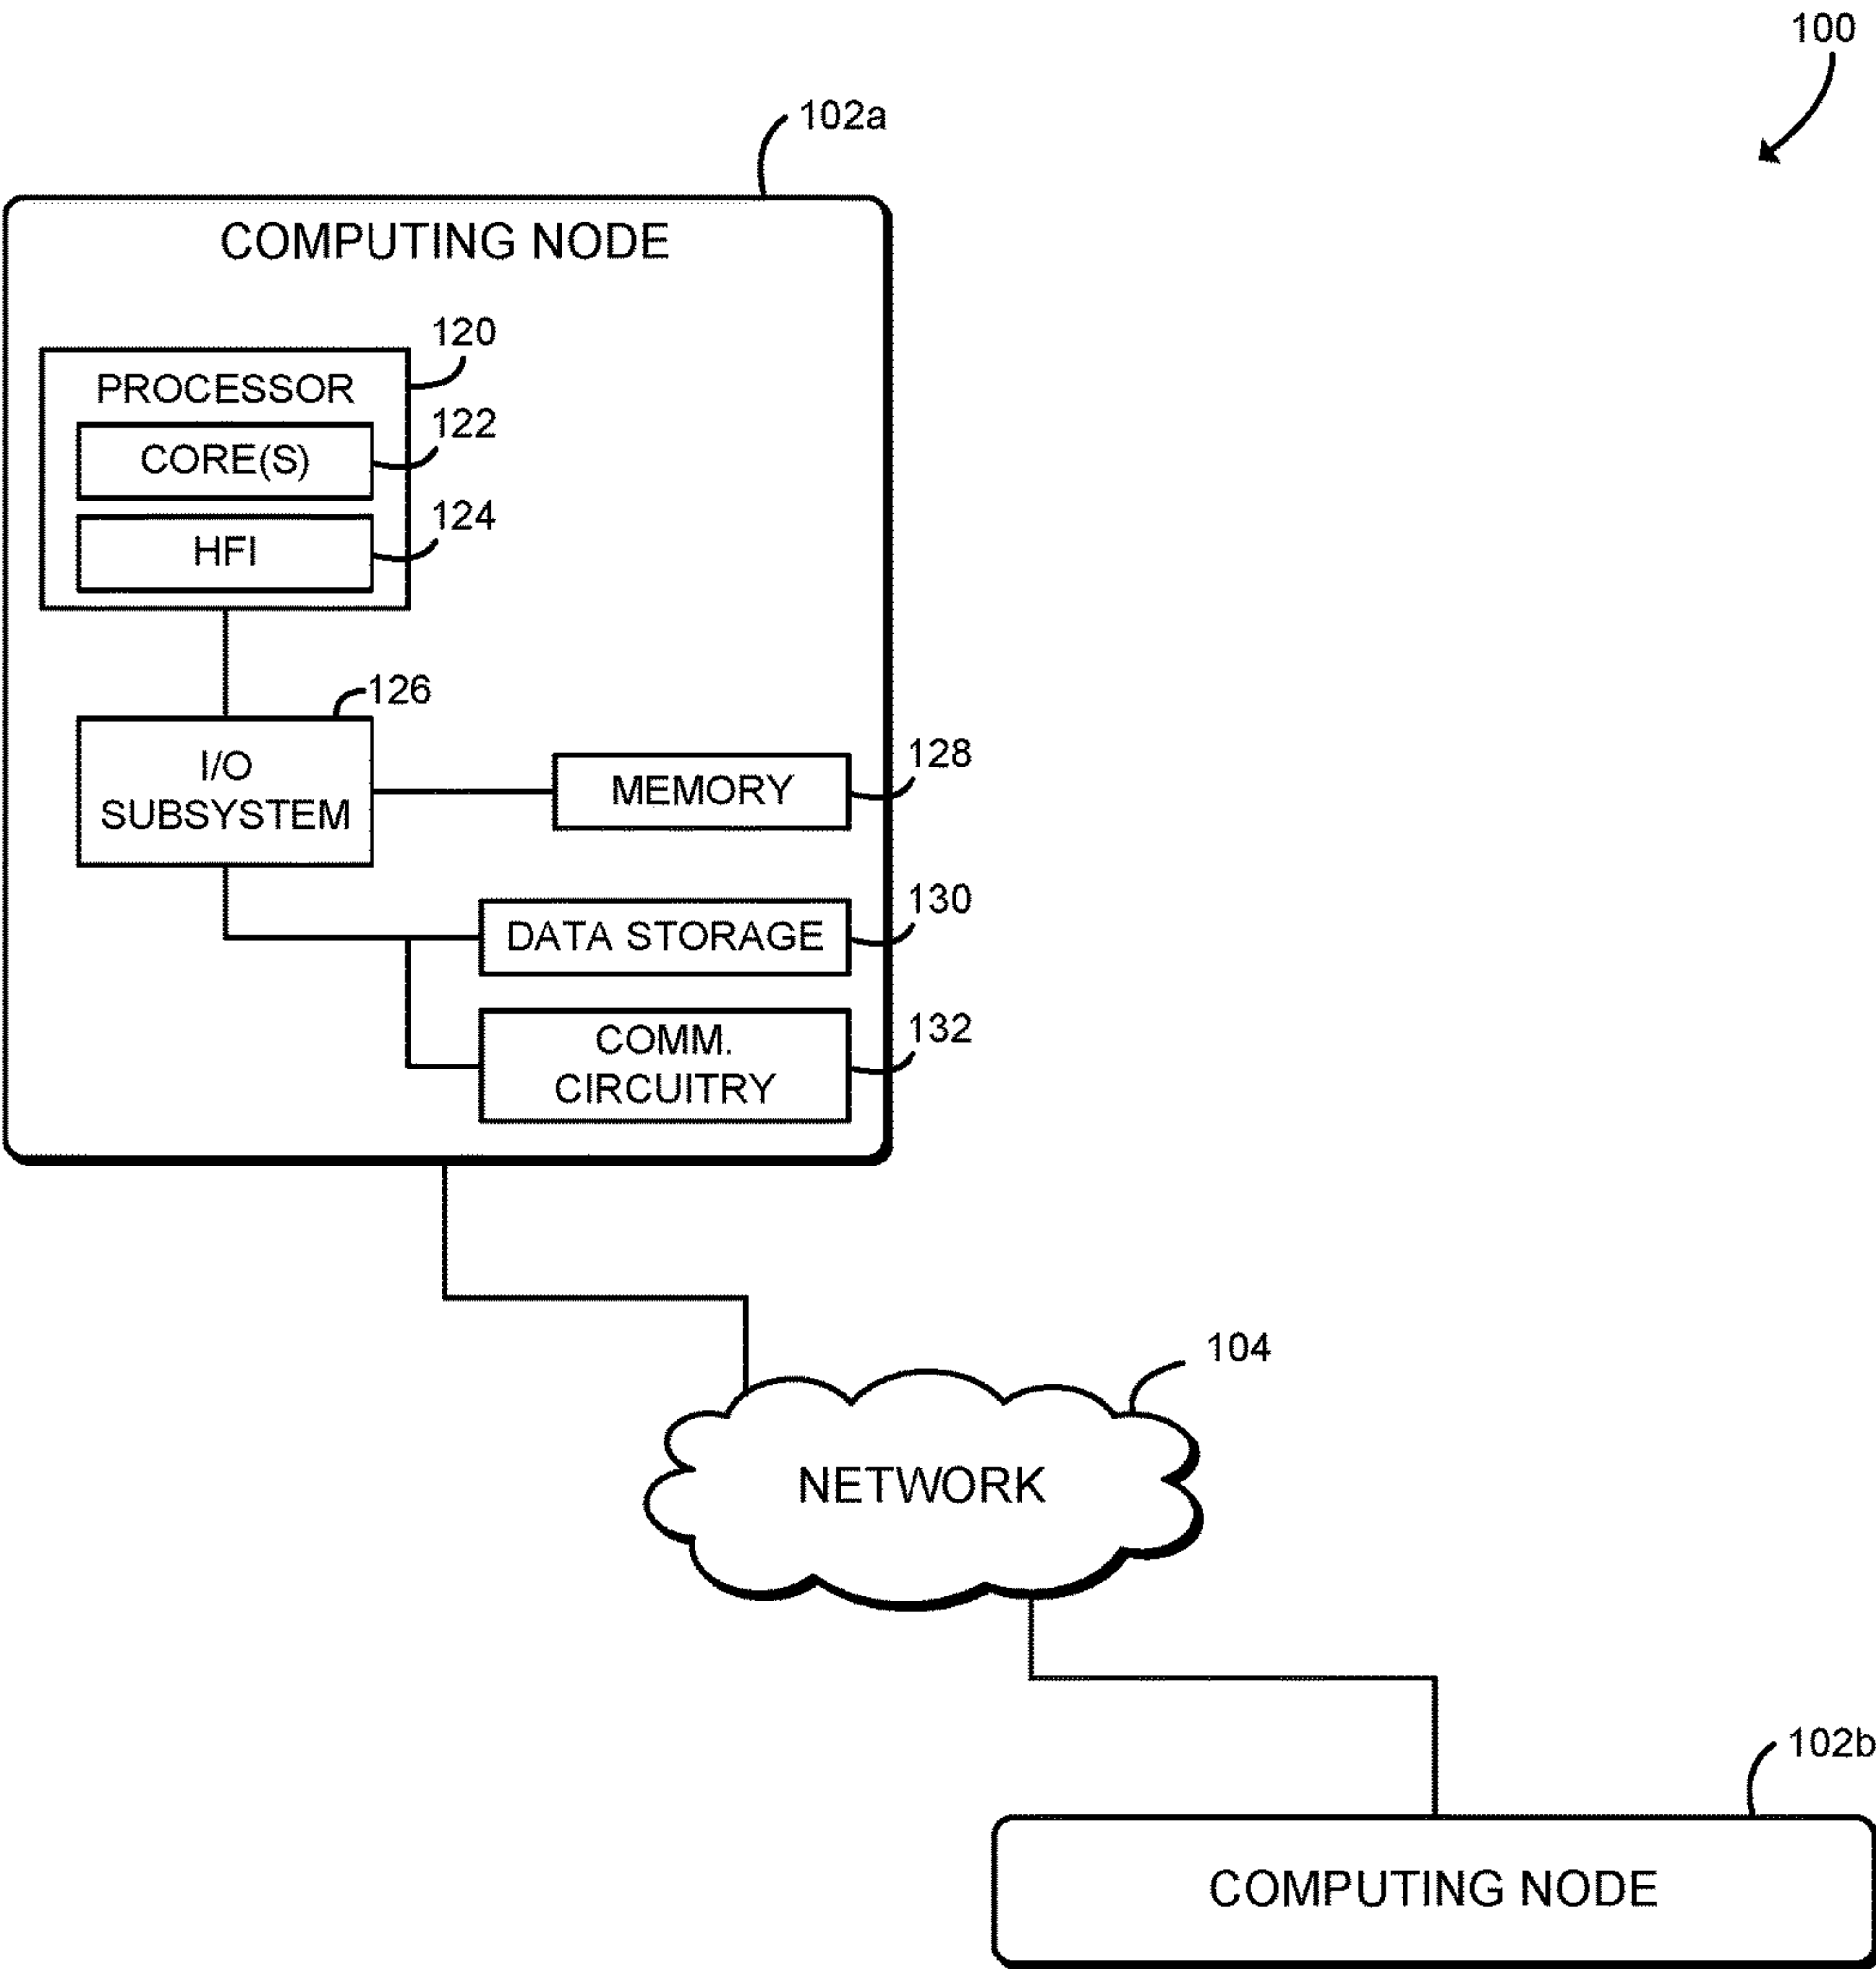 100
102a
COMPUTING NODE
120
PROCESSOR
122
CORE(S)
124
HFI
126
I/O
SUBSYSTEM
128
MEMORY
130
DATA STORAGE
132
COMM.
CIRCUITRY
104
NETWORK
102b
COMPUTING NODE